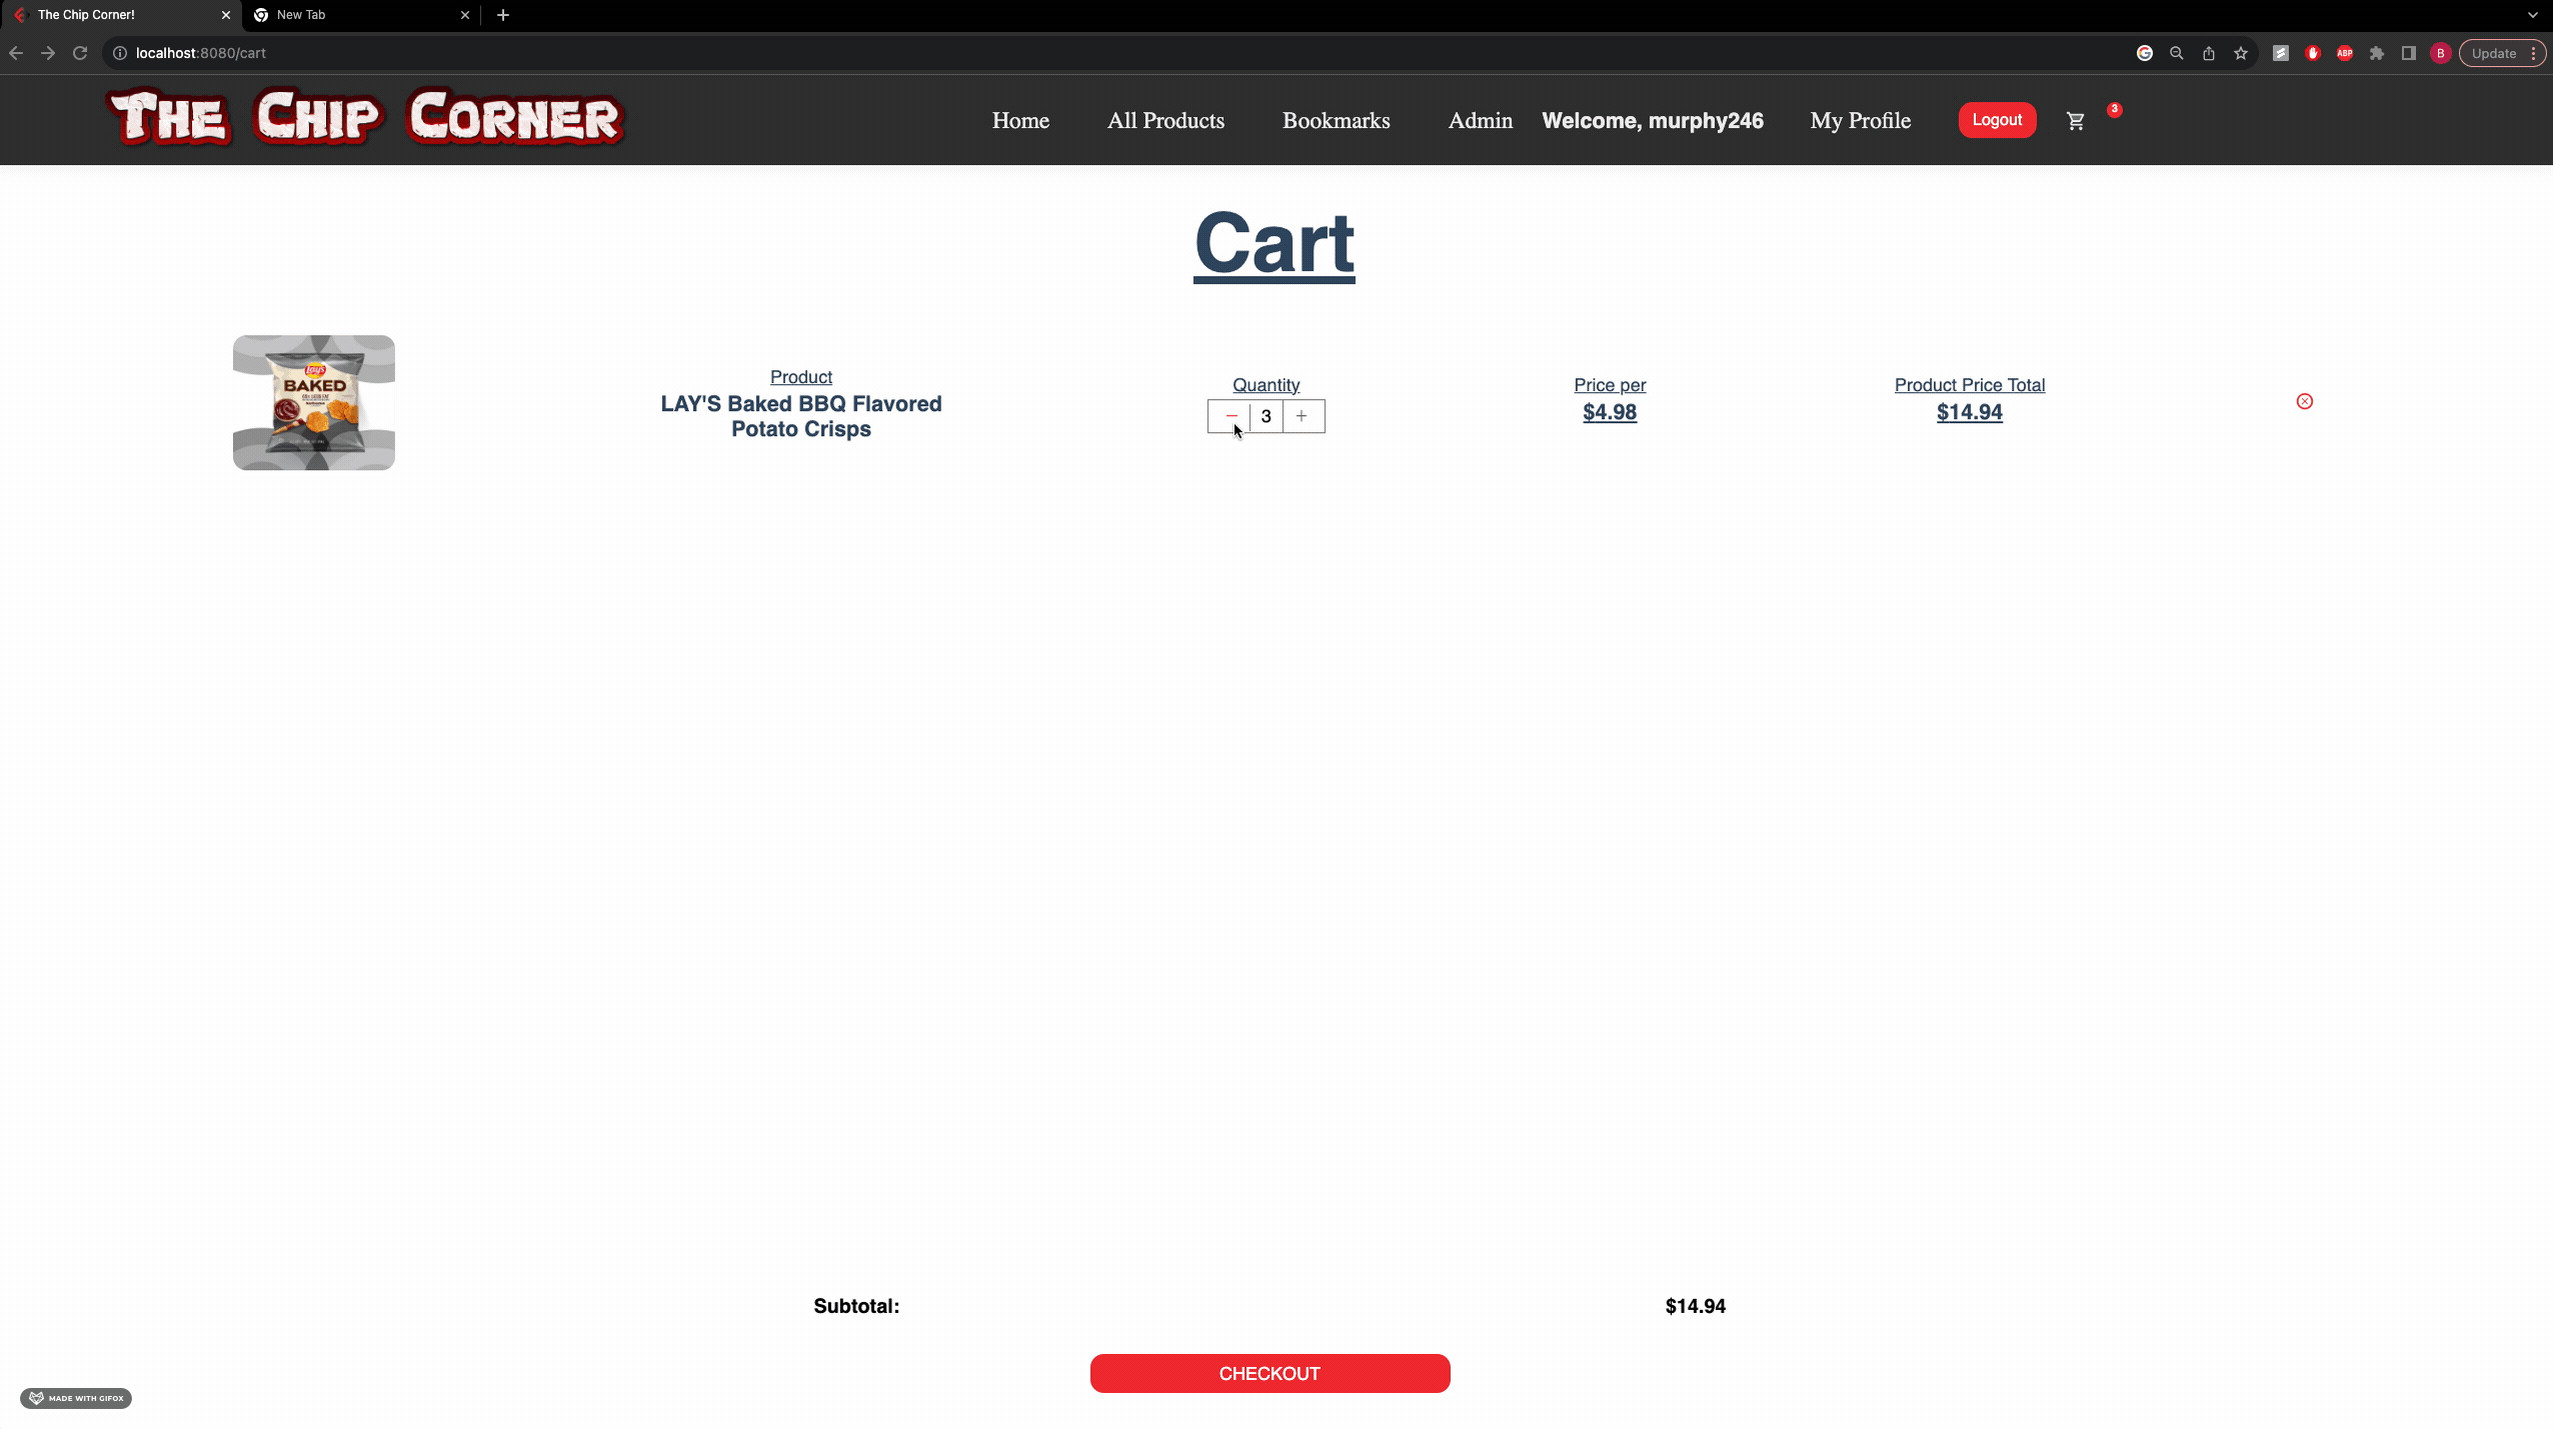 The Chip Corner!
New Tab
localhost:8080/cart
ABP
B
Update
THE CHIP CORNER
Home
All Products
Bookmarks
Admin
Welcome, murphy246
My Profile
Logout
3
Cart
Lay's
BAKED
Product
LAY'S Baked BBQ Flavored
Potato Crisps
Quantity
− 3 +
Price per
$4.98
Product Price Total
$14.94
Subtotal:
$14.94
CHECKOUT
MADE WITH GIFOX